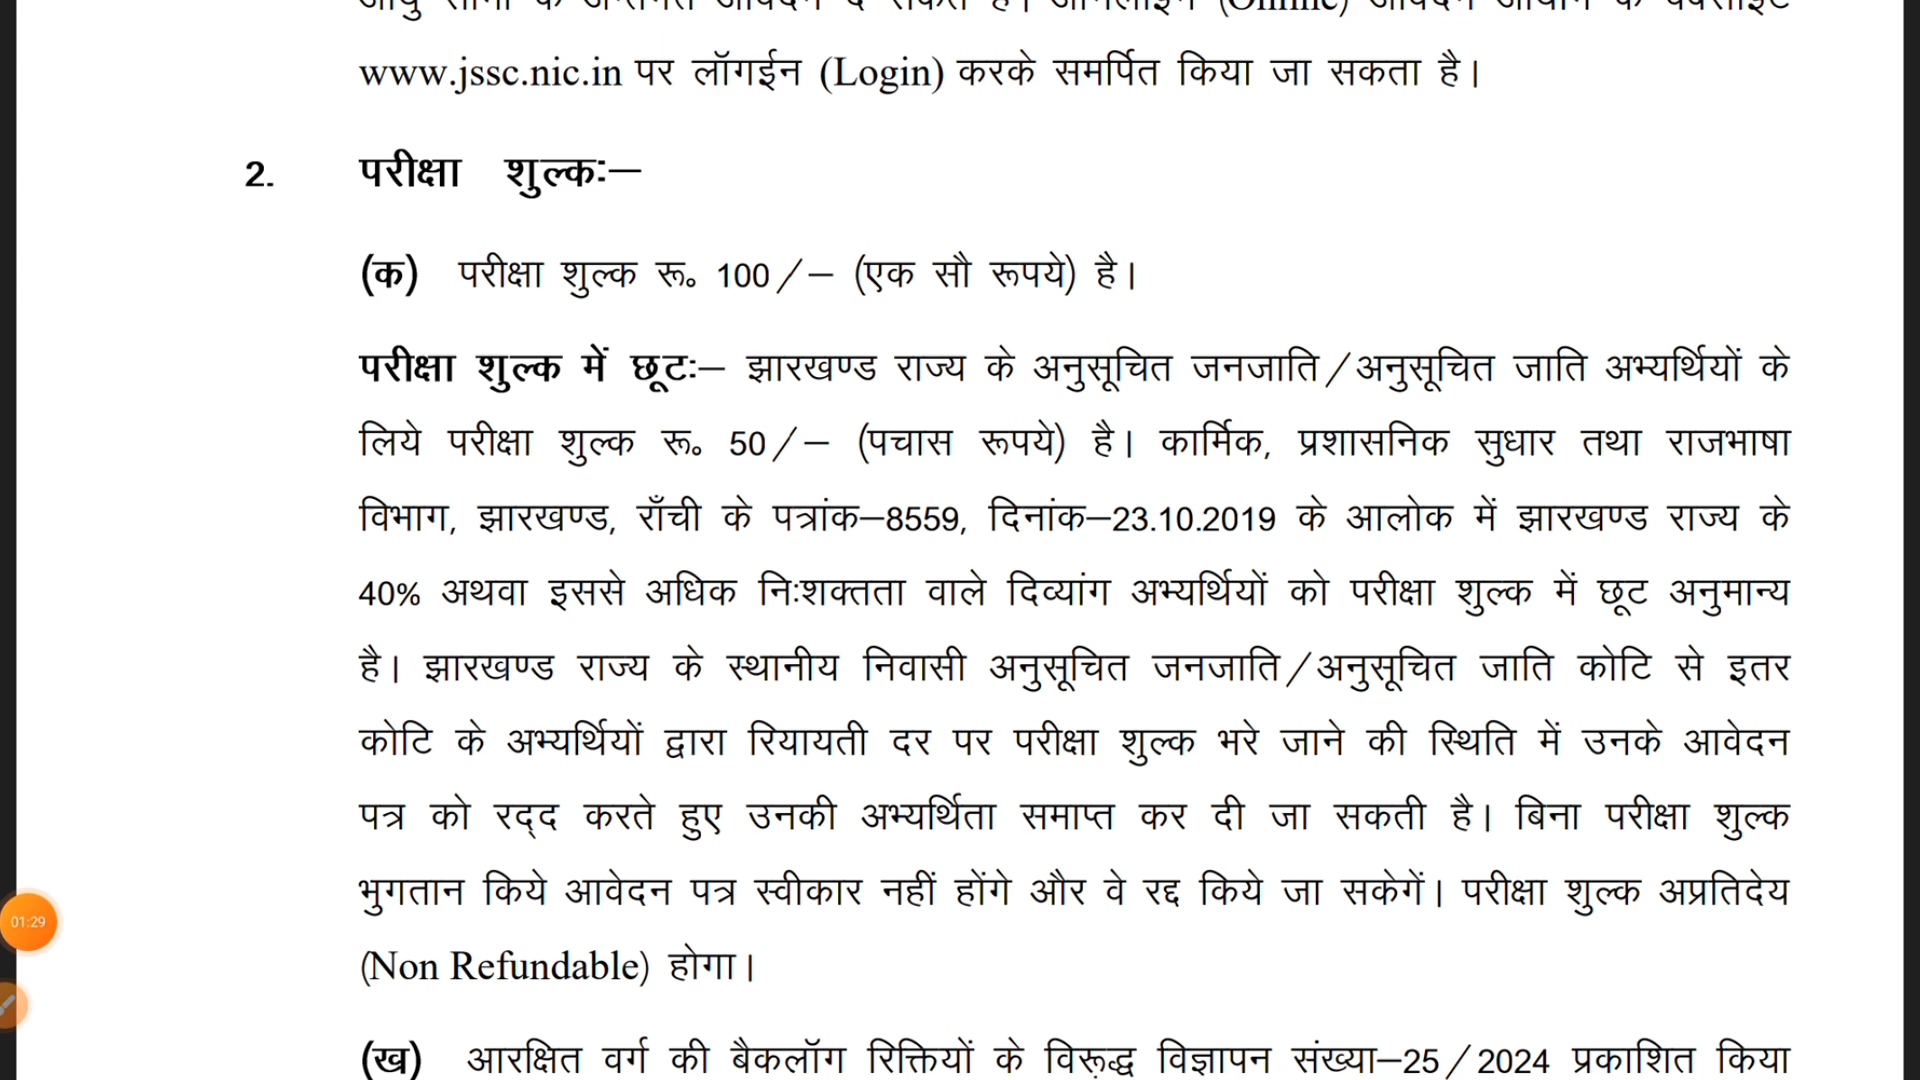 www.jssc.nic.in पर लॉगईन (Login) करके समर्पित किया जा सकता है।
2. परीक्षा शुल्कः–
(क) परीक्षा शुल्क रू॰ 100/– (एक सौ रूपये) है।
परीक्षा शुल्क में छूटः– झारखण्ड राज्य के अनुसूचित जनजाति/अनुसूचित जाति अभ्यर्थियों के
लिये परीक्षा शुल्क रू॰ 50/– (पचास रूपये) है। कार्मिक, प्रशासनिक सुधार तथा राजभाषा
विभाग, झारखण्ड, राँची के पत्रांक–8559, दिनांक–23.10.2019 के आलोक में झारखण्ड राज्य के
40% अथवा इससे अधिक निःशक्तता वाले दिव्यांग अभ्यर्थियों को परीक्षा शुल्क में छूट अनुमान्य
है। झारखण्ड राज्य के स्थानीय निवासी अनुसूचित जनजाति/अनुसूचित जाति कोटि से इतर
कोटि के अभ्यर्थियों द्वारा रियायती दर पर परीक्षा शुल्क भरे जाने की स्थिति में उनके आवेदन
पत्र को रद्‌द करते हुए उनकी अभ्यर्थिता समाप्त कर दी जा सकती है। बिना परीक्षा शुल्क
भुगतान किये आवेदन पत्र स्वीकार नहीं होंगे और वे रद्द किये जा सकेगें। परीक्षा शुल्क अप्रतिदेय
01:29
(Non Refundable) होगा।
(ख) आरक्षित वर्ग की बैकलॉग रिक्तियों के विरूद्ध विज्ञापन संख्या–25/2024 प्रकाशित किया